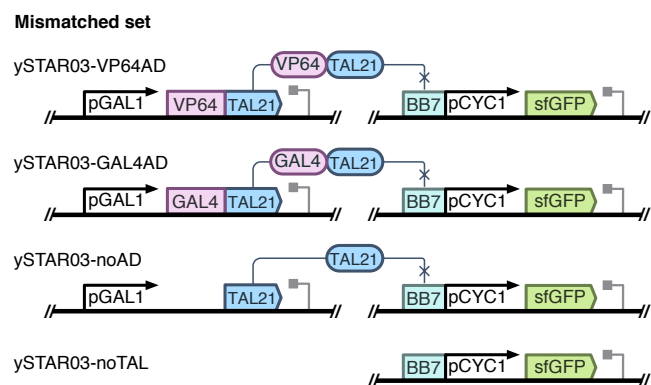 Mismatched set
ySTAR03-VP64AD
VP64 TAL21
pGAL1 VP64 TAL21 BB7 pCYC1 sfGFP
ySTAR03-GAL4AD
GAL4 TAL21
pGAL1 GAL4 TAL21 BB7 pCYC1 sfGFP
ySTAR03-noAD
TAL21
pGAL1 TAL21 BB7 pCYC1 sfGFP
ySTAR03-noTAL
BB7 pCYC1 sfGFP